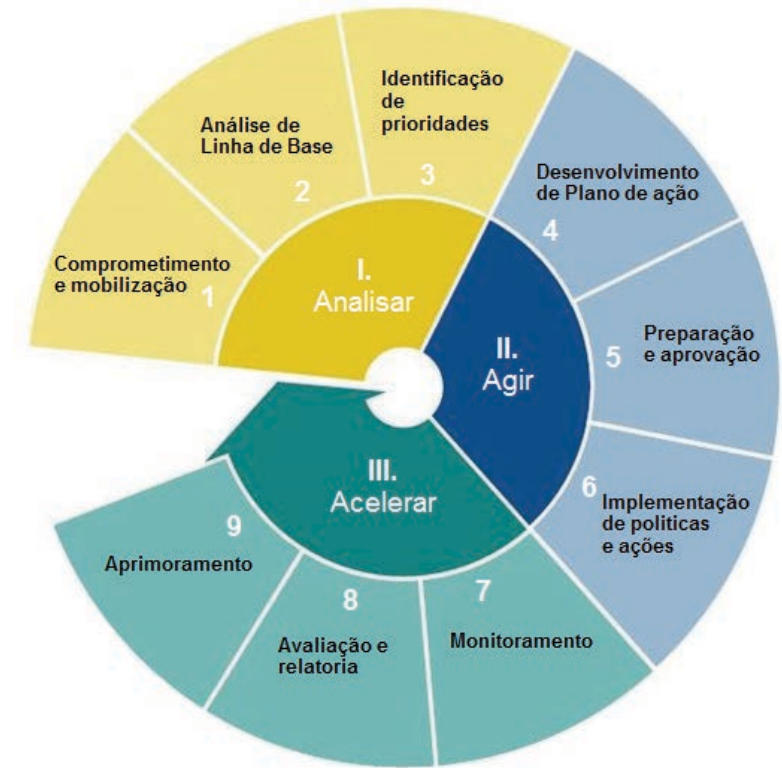 I.
Analisar
1
Comprometimento
e mobilização
2
Análise de
Linha de Base
3
Identificação
de
prioridades
II.
Agir
4
Desenvolvimento
de Plano de ação
5
Preparação
e aprovação
6
Implementação
de politicas
e ações
III.
Acelerar
7
Monitoramento
8
Avaliação e
relatoria
9
Aprimoramento